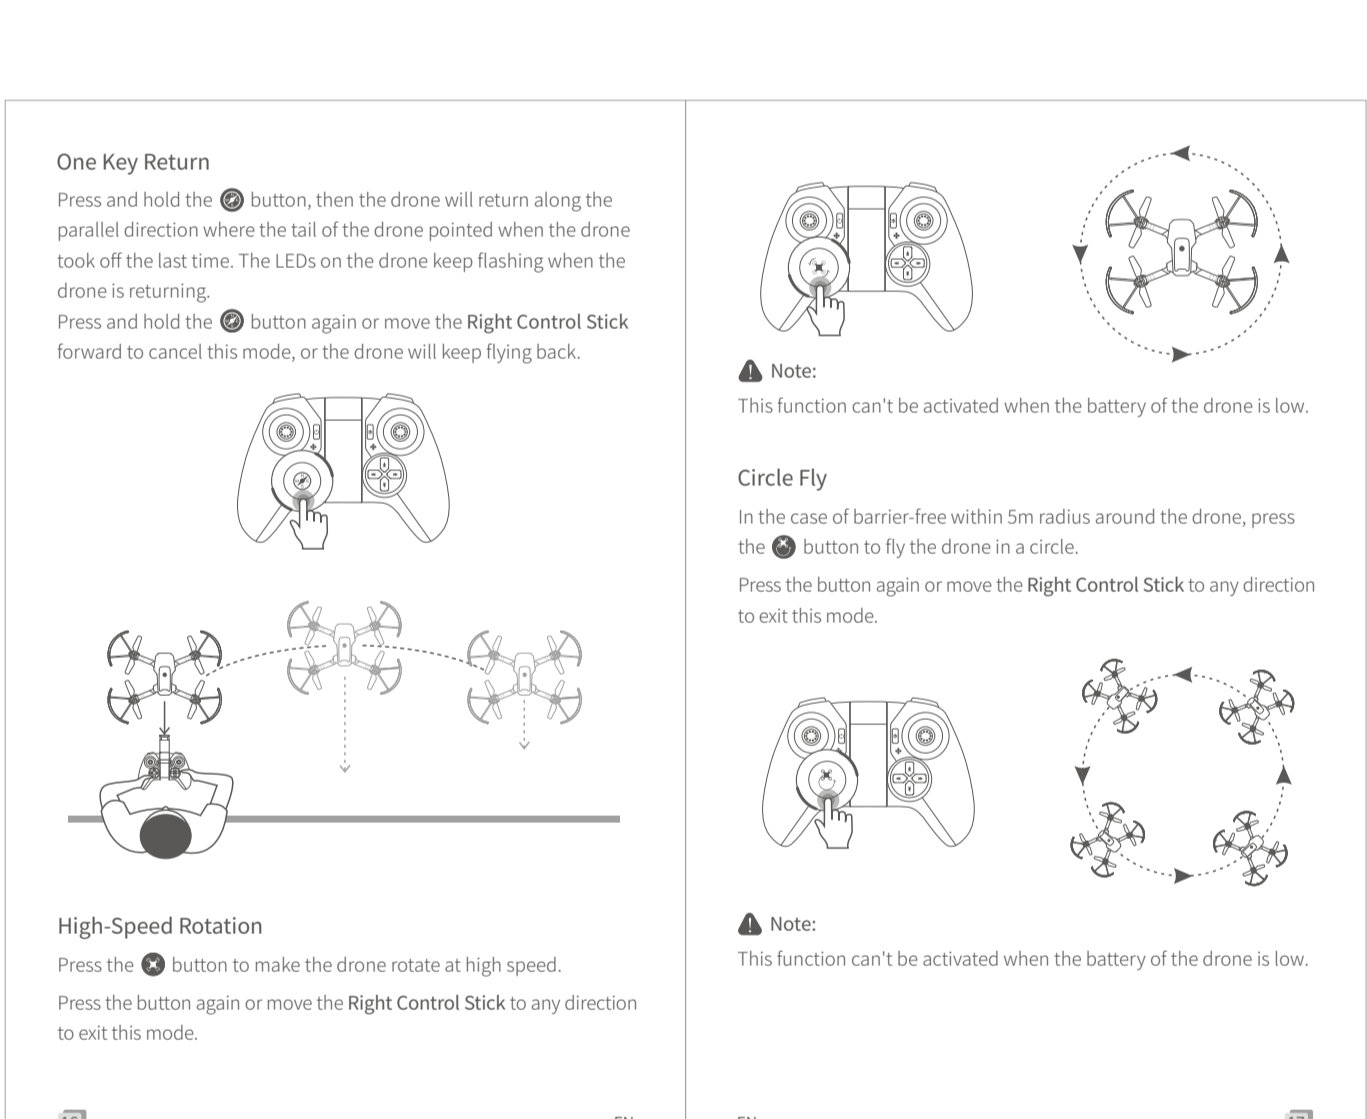 One Key Return
Press and hold the button, then the drone will return along the
parallel direction where the tail of the drone pointed when the drone
took off the last time. The LEDs on the drone keep flashing when the
drone is returning.
Press and hold the button again or move the Right Control Stick
forward to cancel this mode, or the drone will keep flying back.
High-Speed Rotation
Press the button to make the drone rotate at high speed.
Press the button again or move the Right Control Stick to any direction
to exit this mode.
Note:
This function can't be activated when the battery of the drone is low.
Circle Fly
In the case of barrier-free within 5m radius around the drone, press
the button to fly the drone in a circle.
Press the button again or move the Right Control Stick to any direction
to exit this mode.
Note:
This function can't be activated when the battery of the drone is low.